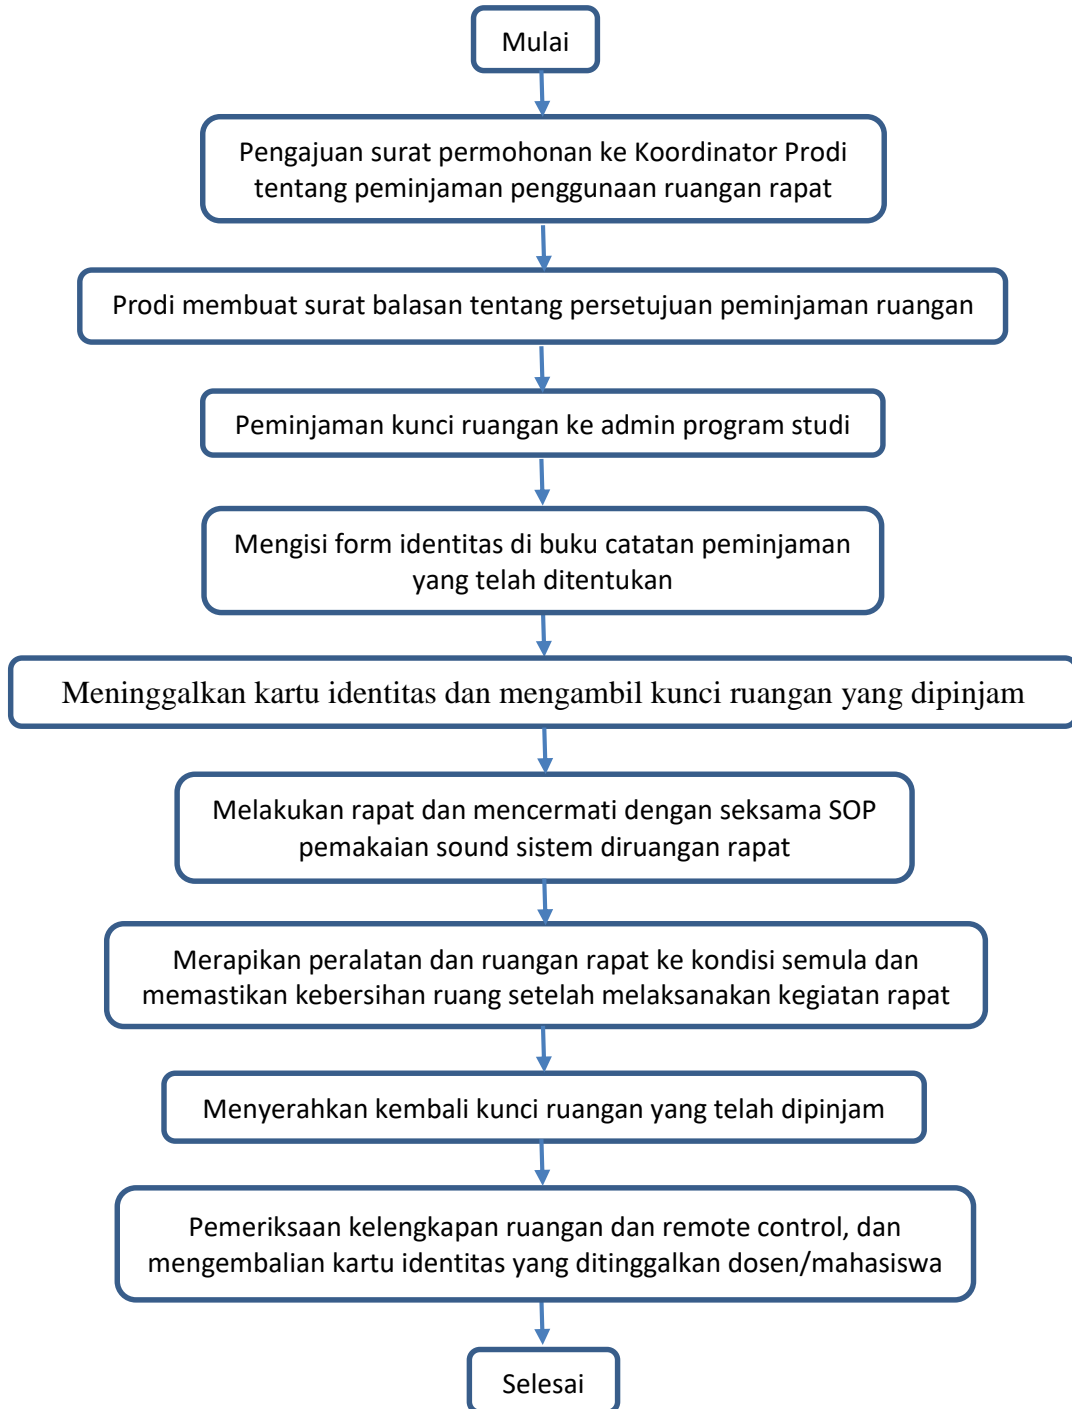 Mulai
Pengajuan surat permohonan ke Koordinator Prodi
tentang peminjaman penggunaan ruangan rapat
Prodi membuat surat balasan tentang persetujuan peminjaman ruangan
Peminjaman kunci ruangan ke admin program studi
Mengisi form identitas di buku catatan peminjaman
yang telah ditentukan
Meninggalkan kartu identitas dan mengambil kunci ruangan yang dipinjam
Melakukan rapat dan mencermati dengan seksama SOP
pemakaian sound sistem diruangan rapat
Merapikan peralatan dan ruangan rapat ke kondisi semula dan
memastikan kebersihan ruang setelah melaksanakan kegiatan rapat
Menyerahkan kembali kunci ruangan yang telah dipinjam
Pemeriksaan kelengkapan ruangan dan remote control, dan
mengembalian kartu identitas yang ditinggalkan dosen/mahasiswa
Selesai